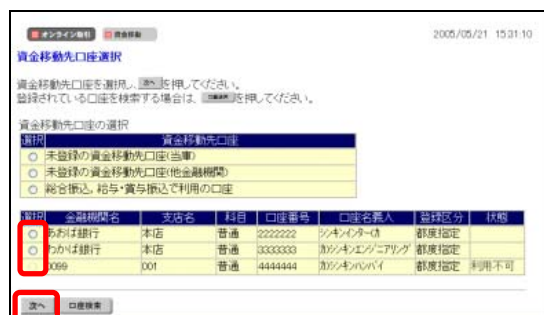 オンライン取引 資金移動 2005/05/21 15:31:10
資金移動先口座選択
資金移動先口座を選択し、次へ を押してください。
登録されている口座を検索する場合は、口座検索 を押してください。
資金移動先口座の選択
選択 資金移動先口座
未登録の資金移動先口座(当庫)
未登録の資金移動先口座(他金融機関)
総合振込、給与・賞与振込で利用の口座
選択 金融機関名 支店名 科目 口座番号 口座名義人 登録区分 状態
あおば銀行 本店 普通 2222222 シンキンインター(カ 都度指定
わかば銀行 本店 普通 3333333 カ)シンキエンジニアリング 都度指定
0099 001 普通 4444444 カ)シンキハンバイ 都度指定 利用不可
次へ 口座検索